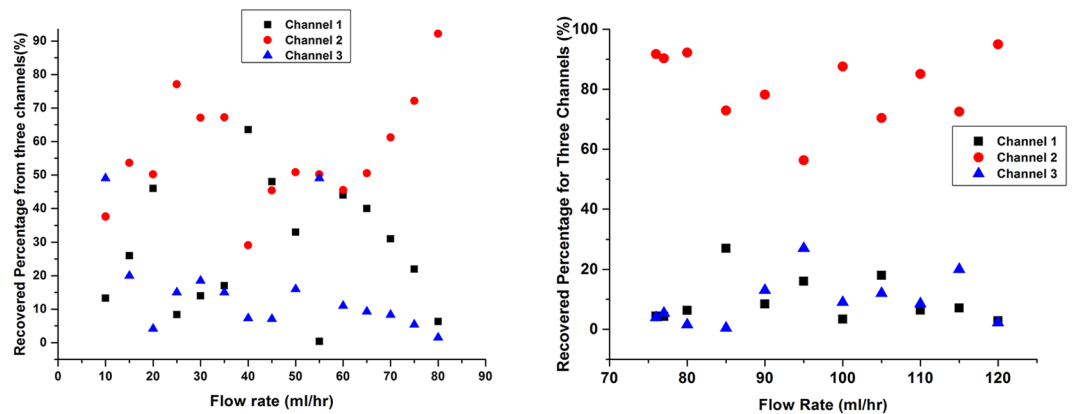 Recovered Percentage from three channels(%)
Channel 1
Channel 2
Channel 3
90
80
70
60
50
40
30
20
10
0
0 10 20 30 40 50 60 70 80 90
Flow rate (ml/hr)
Recovered Percentage for Three Channels (%)
100
80
60
40
20
0
Channel 1
Channel 2
Channel 3
70 80 90 100 110 120
Flow Rate (ml/hr)